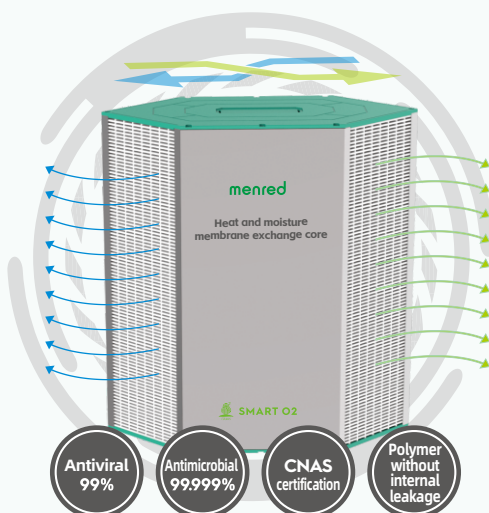 menred
Heat and moisture
membrane exchange core
SMART O2
Antiviral
99%
Antimicrobial
99.999%
CNAS
certification
Polymer
without
internal
leakage